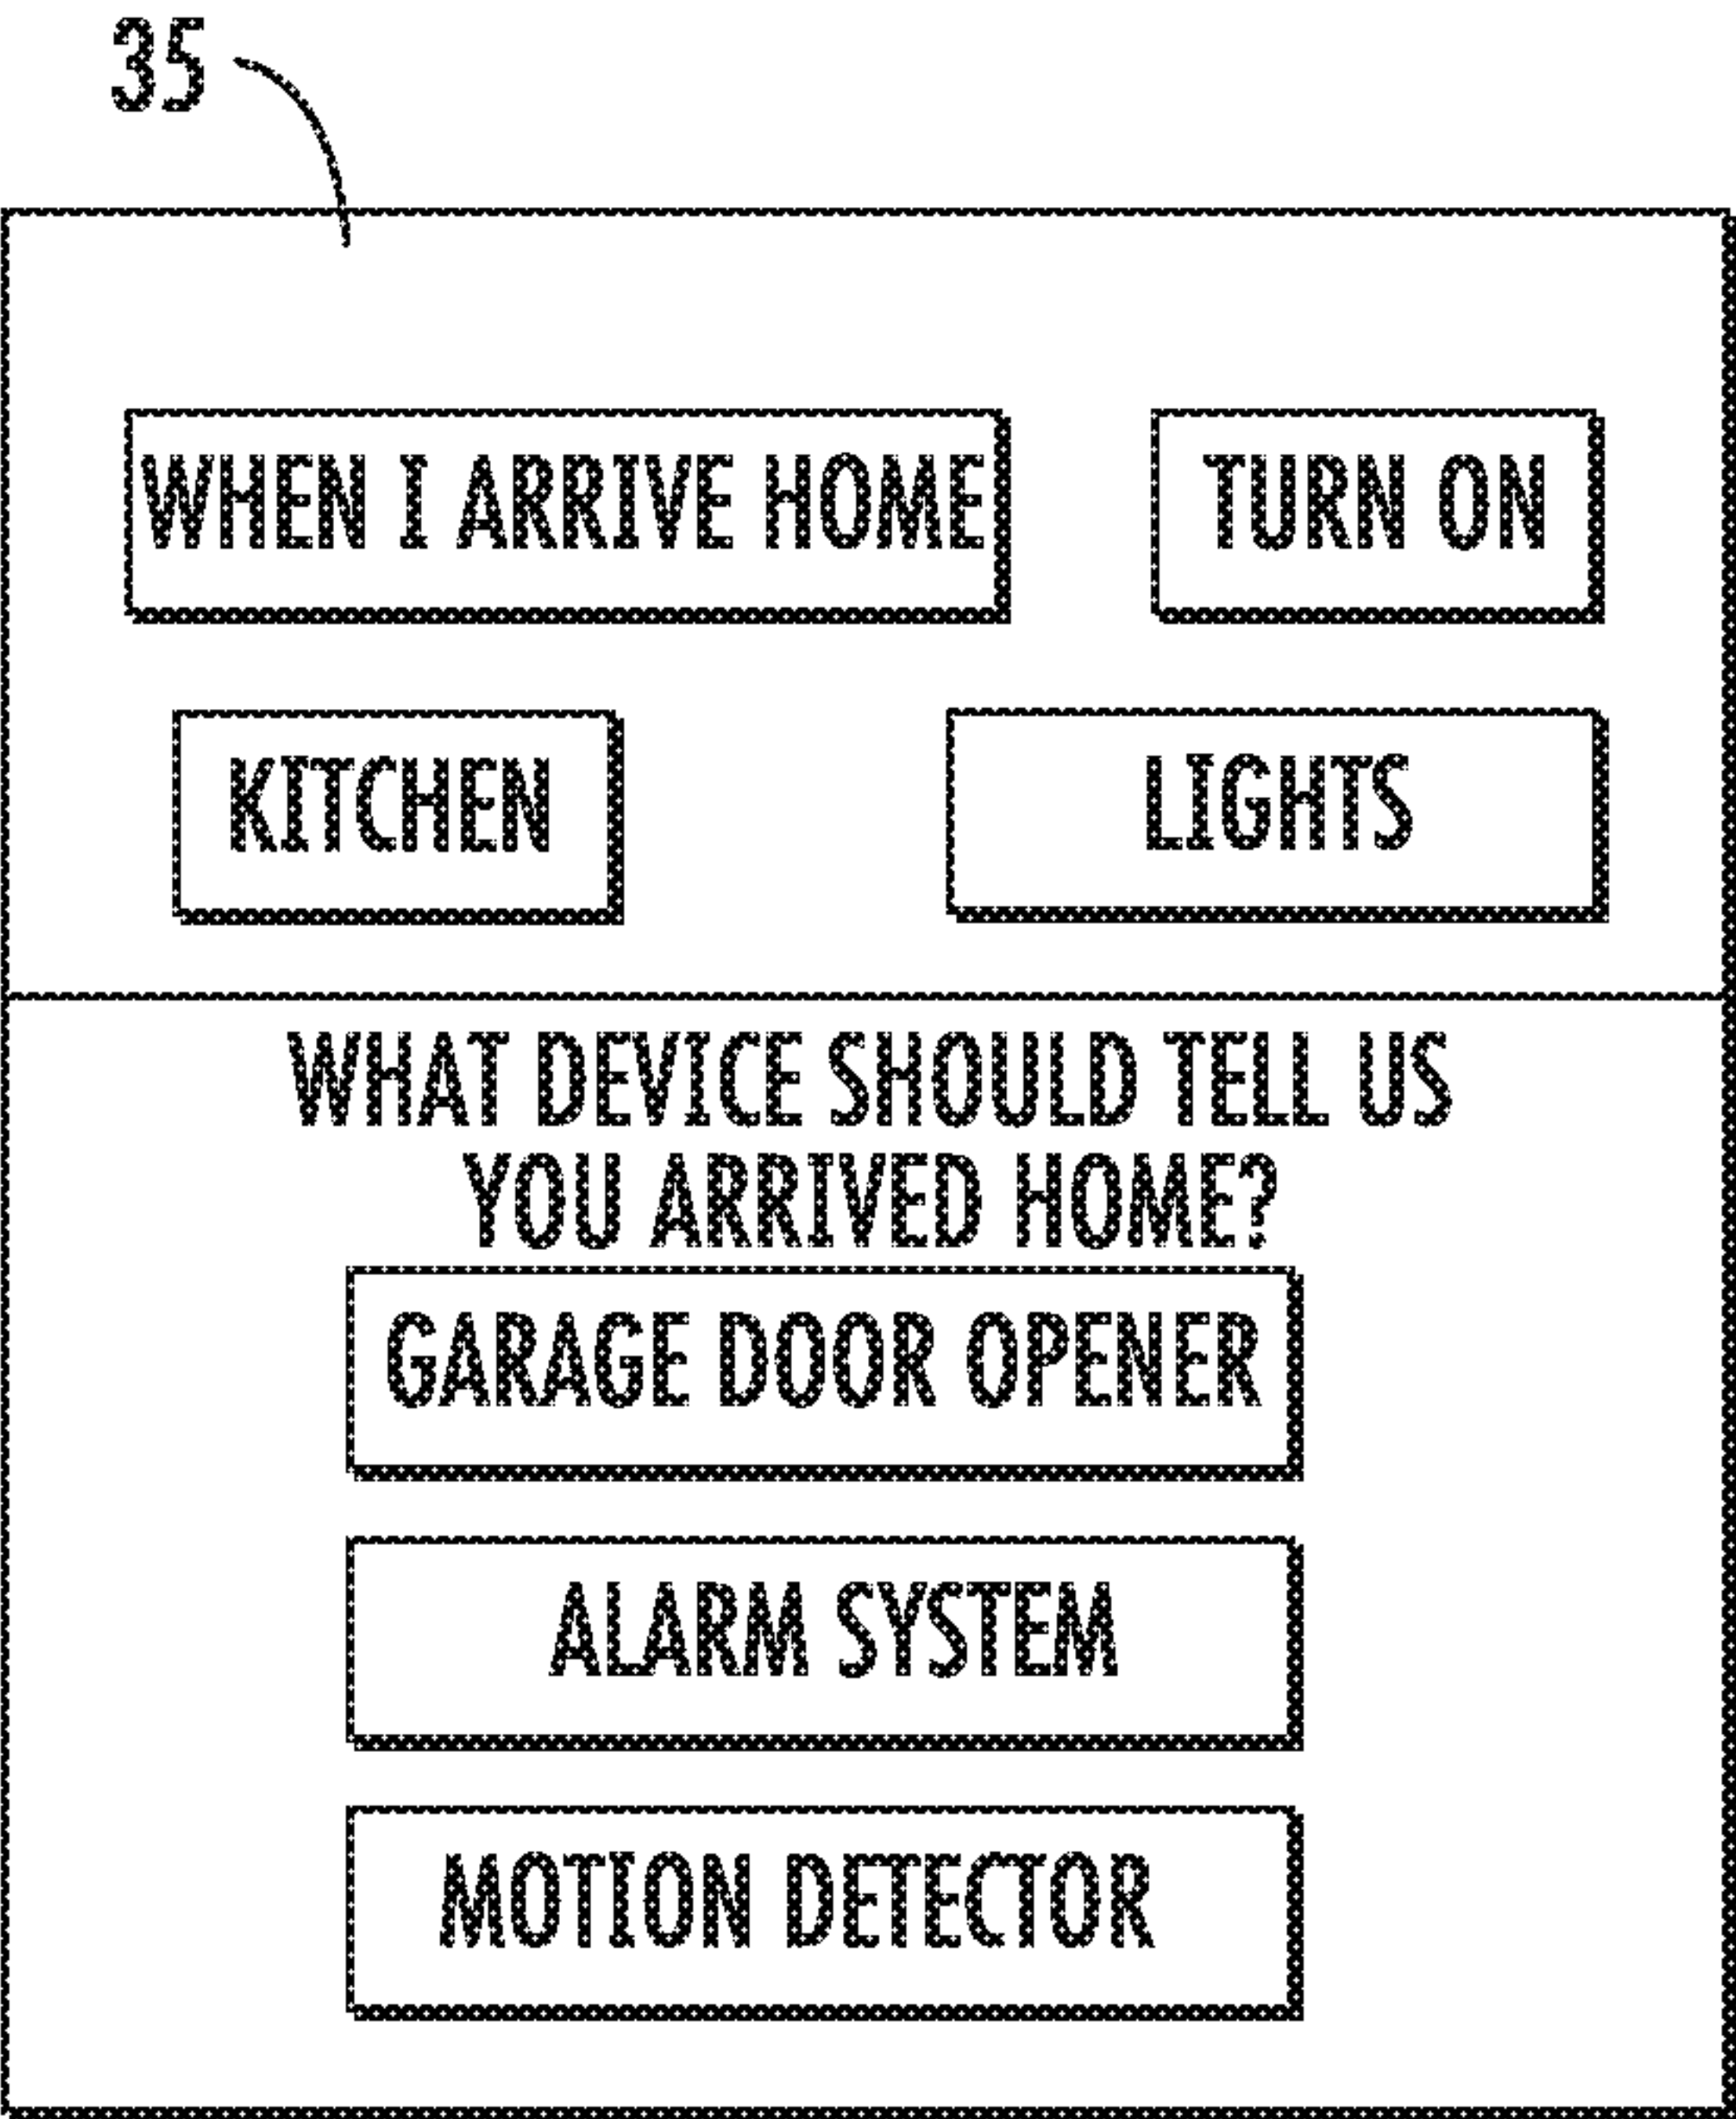 35
WHEN I ARRIVE HOME
TURN ON
KITCHEN
LIGHTS
WHAT DEVICE SHOULD TELL US
YOU ARRIVED HOME?
GARAGE DOOR OPENER
ALARM SYSTEM
MOTION DETECTOR